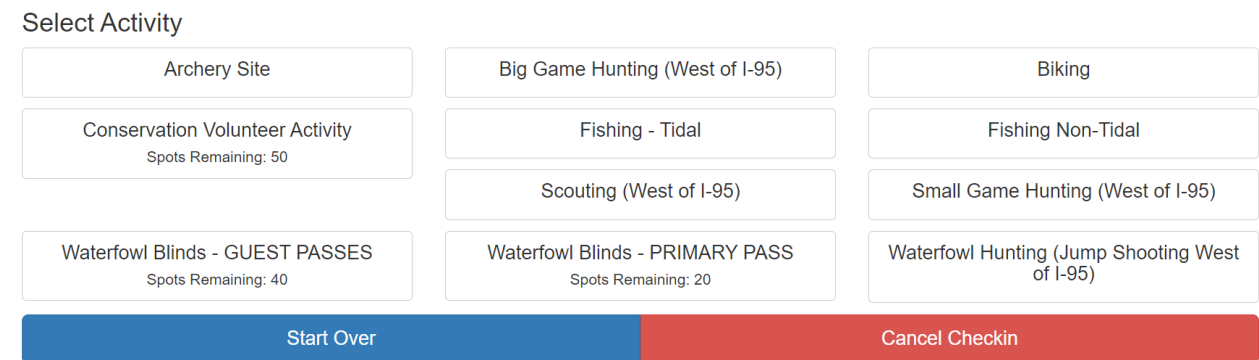 Select Activity
Archery Site
Big Game Hunting (West of I-95)
Biking
Conservation Volunteer Activity
Spots Remaining: 50
Fishing - Tidal
Fishing Non-Tidal
Scouting (West of I-95)
Small Game Hunting (West of I-95)
Waterfowl Blinds - GUEST PASSES
Spots Remaining: 40
Waterfowl Blinds - PRIMARY PASS
Spots Remaining: 20
Waterfowl Hunting (Jump Shooting West
of I-95)
Start Over
Cancel Checkin